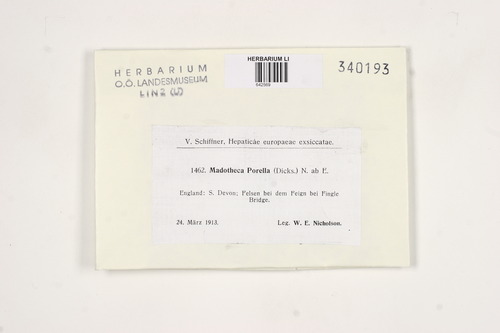 HERBARIUM
O.Ö. LANDESMUSEUM
LINZ (LI)
HERBARIUM LI
340193
V. Schiffner, Hepaticae europaeae exsiccatae.
1462. Madotheca Porella (Dicks.) N. ab E.
England: S. Devon; Felsen bei dem Feign bei Fingle
Bridge.
24. März 1913. Leg. W. E. Nicholson.